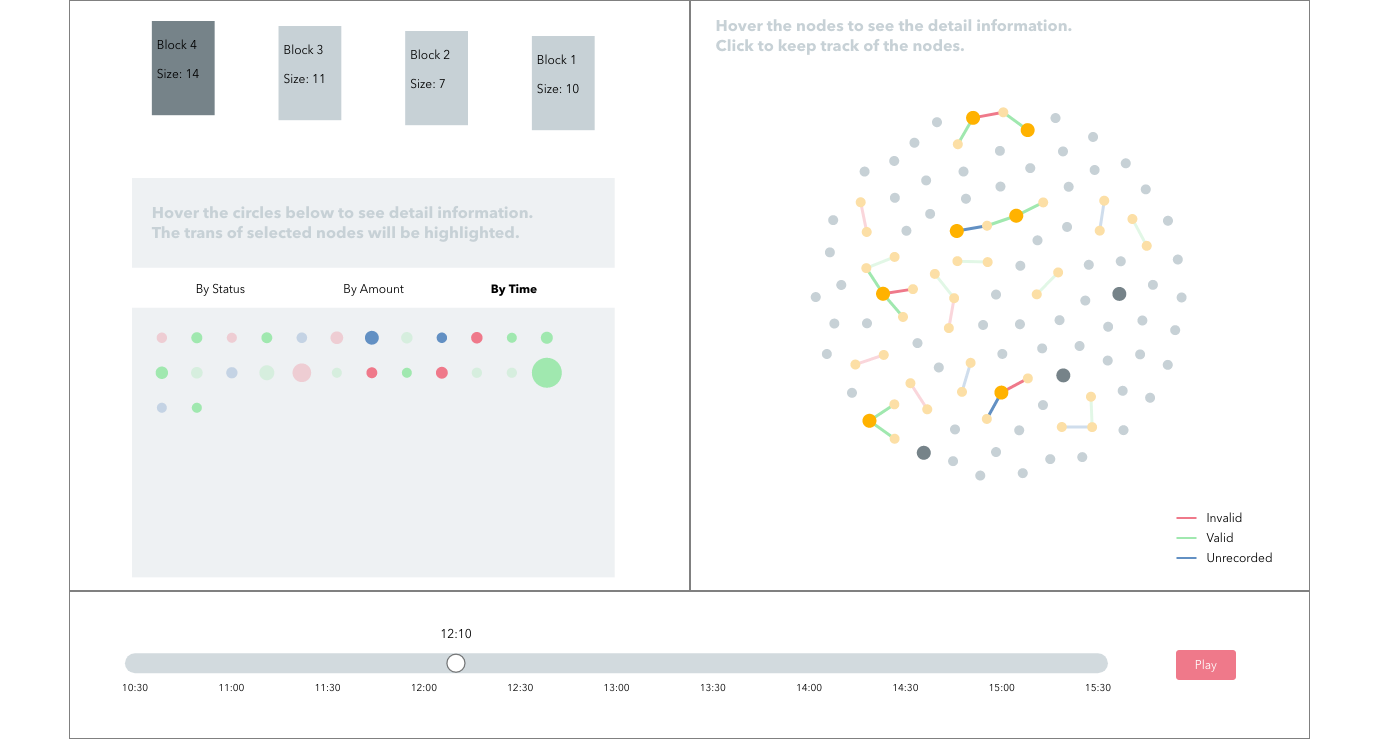 Block 4
Size: 14
Block 3
Size: 11
Block 2
Size: 7
Block 1
Size: 10
Hover the circles below to see detail information.
The trans of selected nodes will be highlighted.
By Status
By Amount
By Time
Hover the nodes to see the detail information.
Click to keep track of the nodes.
Invalid
Valid
Unrecorded
12:10
10:30
11:00
11:30
12:00
12:30
13:00
13:30
14:00
14:30
15:00
15:30
Play